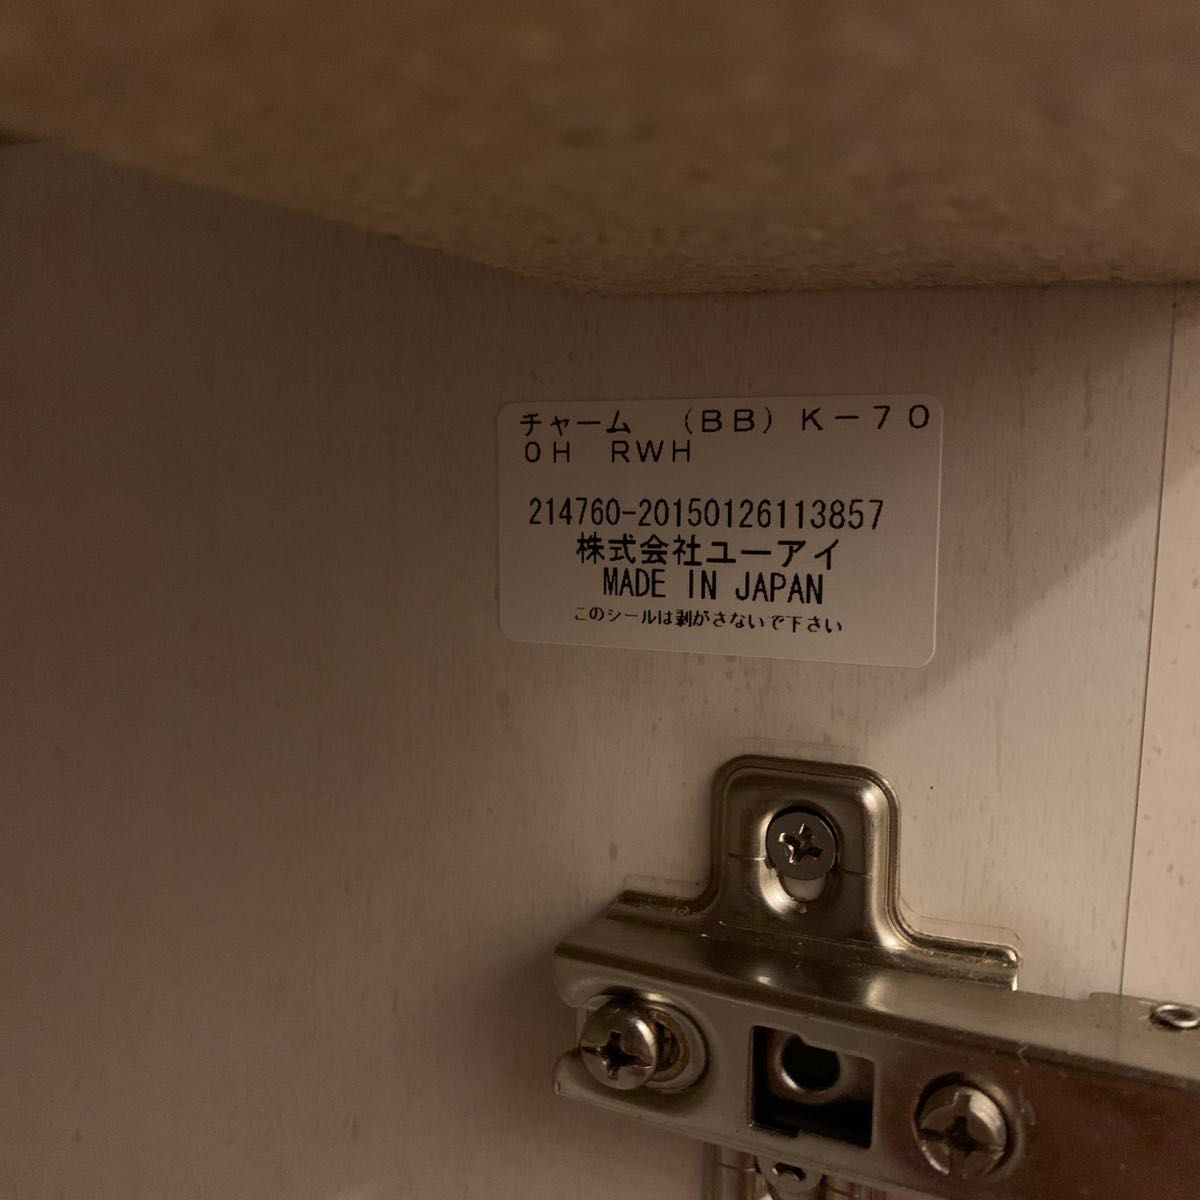 チャーム　（ＢＢ）Ｋ－７０
０Ｈ　ＲＷＨ
214760-20150126113857
株式会社ユーアイ
MADE IN JAPAN
このシールは剥がさないで下さい